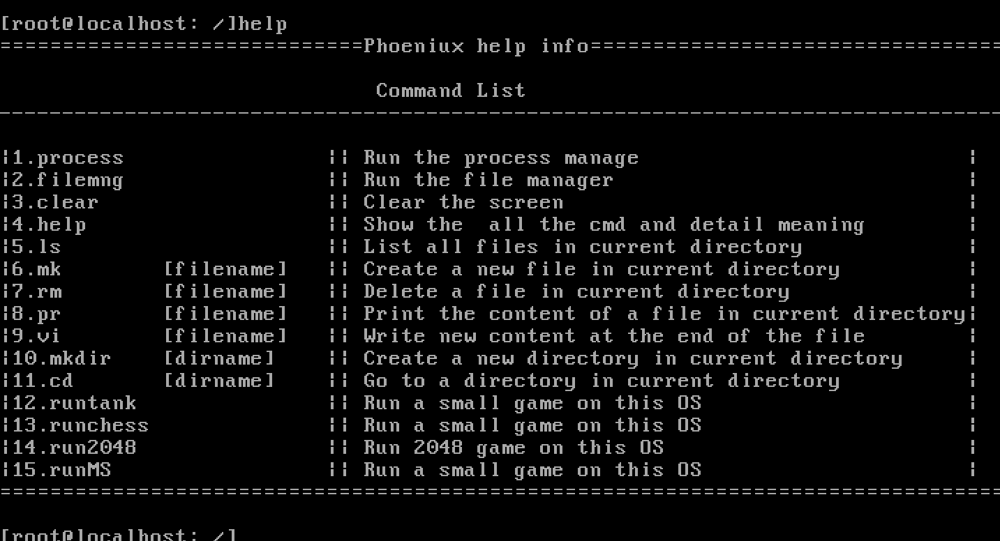 [root@localhost: /]help
=============================Phoeniux help info=================================
Command List
--------------------------------------------------------------------------------
|1.process                || Run the process manage                          |
|2.filemng                || Run the file manager                            |
|3.clear                  || Clear the screen                                |
|4.help                   || Show the  all the cmd and detail meaning        |
|5.ls                     || List all files in current directory             |
|6.mk        [filename]   || Create a new file in current directory          |
|7.rm        [filename]   || Delete a file in current directory              |
|8.pr        [filename]   || Print the content of a file in current directory|
|9.vi        [filename]   || Write new content at the end of the file        |
|10.mkdir    [dirname]    || Create a new directory in current directory     |
|11.cd       [dirname]    || Go to a directory in current directory          |
|12.runtank               || Run a small game on this OS                     |
|13.runchess              || Run a small game on this OS                     |
|14.run2048               || Run 2048 game on this OS                        |
|15.runMS                 || Run a small game on this OS                     |
================================================================================
[root@localhost: /]